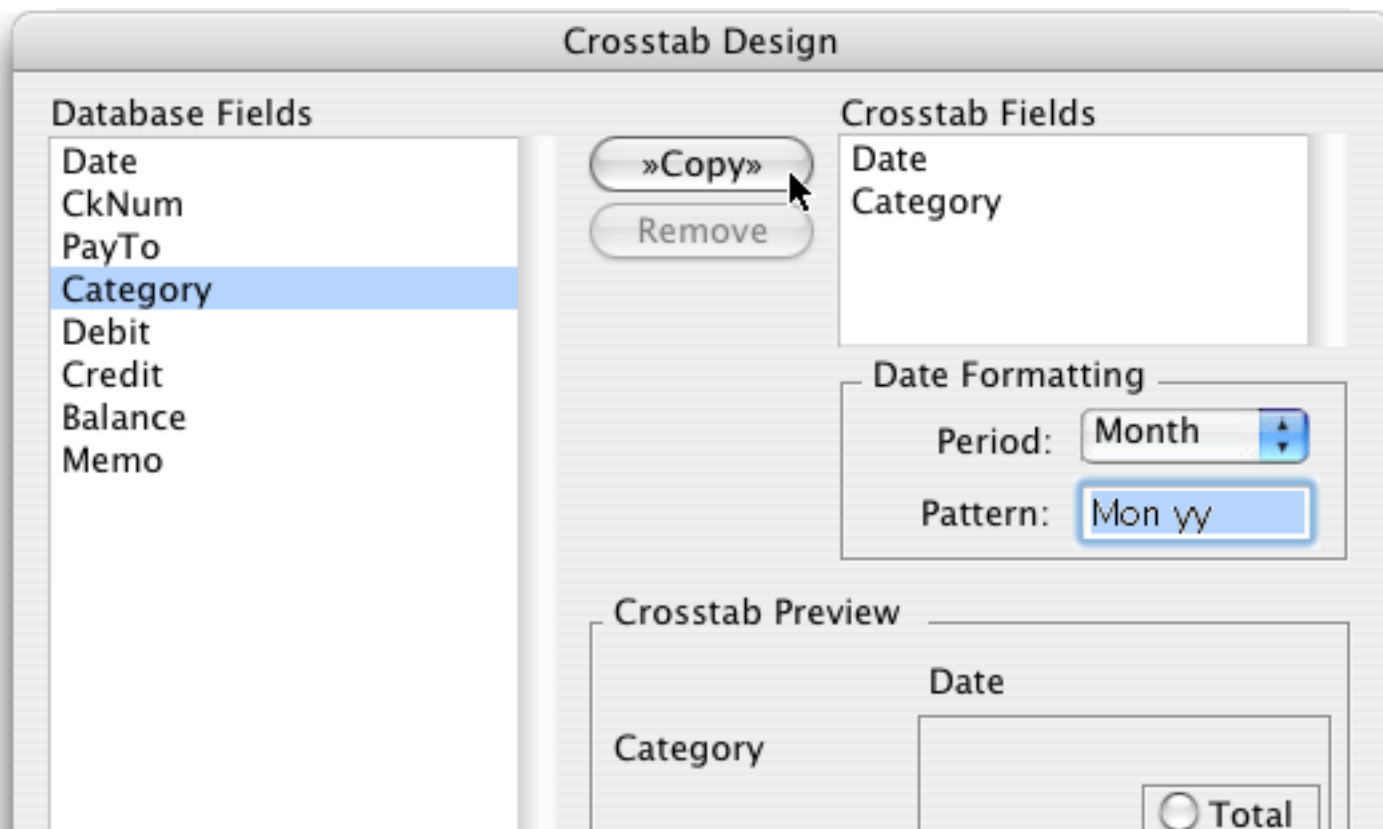 Crosstab Design
Database Fields
Date
CkNum
PayTo
Category
Debit
Credit
Balance
Memo
»Copy»
Remove
Crosstab Fields
Date
Category
Date Formatting
Period: Month
Pattern: Mon yy
Crosstab Preview
Date
Category
Total